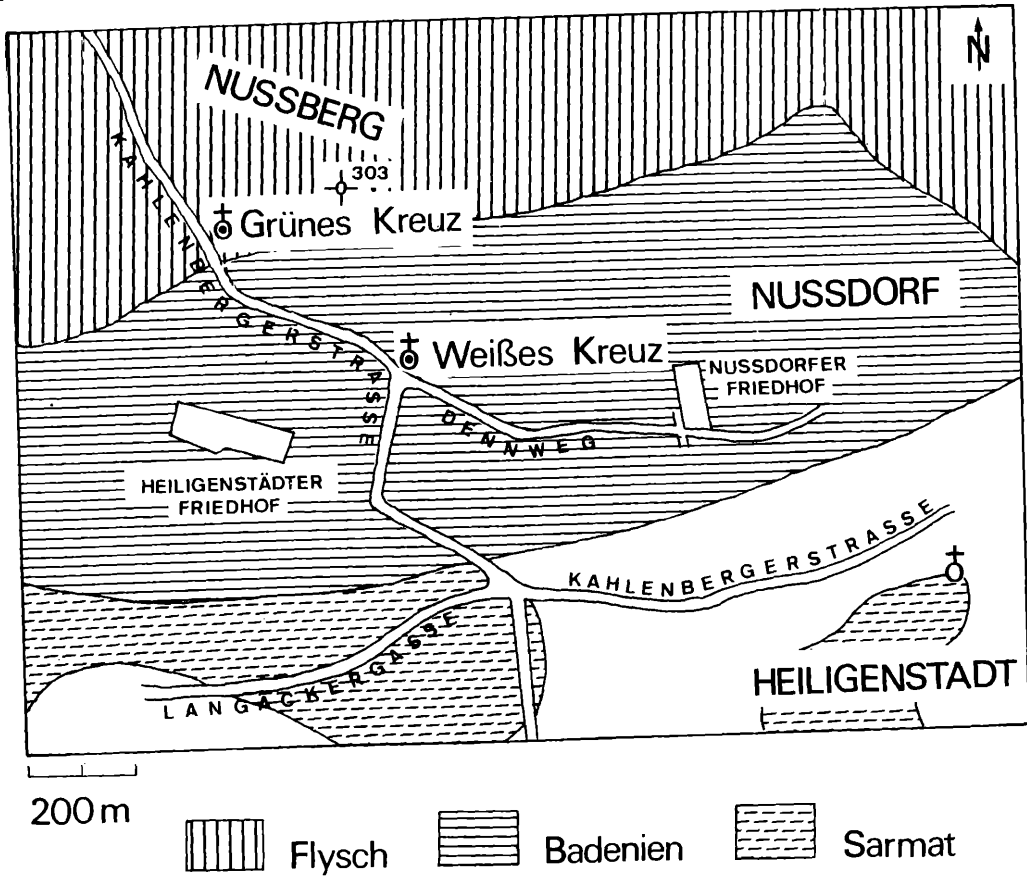 N
NUSSBERG
303
KAHLENBERGERSTRASSE
Grünes Kreuz
NUSSDORF
Weißes Kreuz
NUSSDORFER
FRIEDHOF
DENNWEG
HEILIGENSTÄDTER
FRIEDHOF
KAHLENBERGERSTRASSE
LANGACKERGASSE
HEILIGENSTADT
200 m
Flysch
Badenien
Sarmat